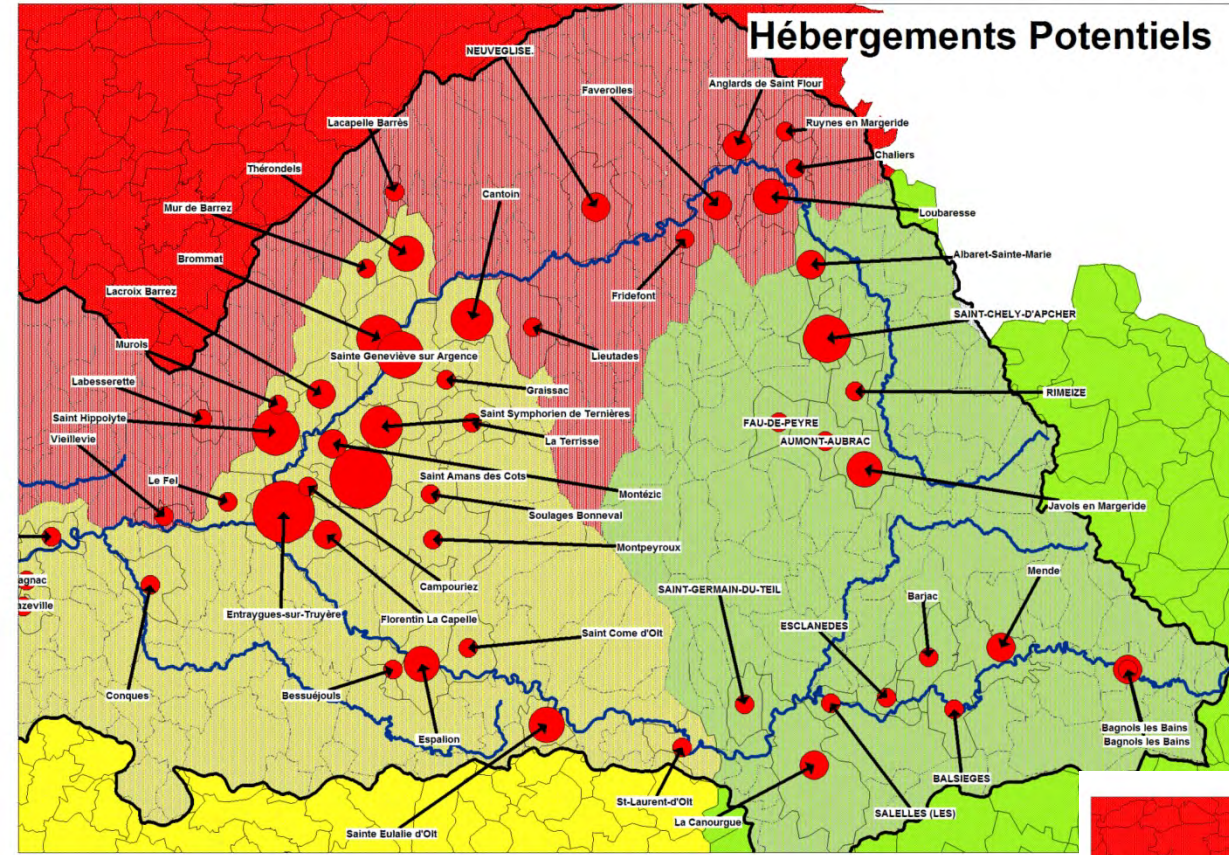 Hébergements Potentiels
NEUVEGLISE.
Faverolles
Anglards de Saint Flour
Lacapelle Barrès
Ruynes en Margeride
Thérondels
Chaliers
Cantoin
Mur de Barrez
Loubaresse
Brommat
Albaret-Sainte-Marie
Lacroix Barrez
Fridefont
SAINT-CHELY-D'APCHER
Murols
Sainte Geneviève sur Argence
Lieutades
Labesserette
Graissac
RIMEIZE
Saint Hippolyte
Saint Symphorien de Ternières
FAU-DE-PEYRE
Vieillevie
La Terrisse
AUMONT-AUBRAC
Le Fel
Saint Amans des Cots
Montézic
Javols en Margeride
Soulages Bonneval
Montpeyroux
Mende
agnac
Campouriez
SAINT-GERMAIN-DU-TEIL
Barjac
azeville
Entraygues-sur-Truyère
Florentin La Capelle
ESCLANEDES
Saint Come d'Olt
Conques
Bessuéjouls
Espalion
Bagnols les Bains
Bagnols les Bains
BALSIEGES
St-Laurent-d'Olt
La Canourgue
SALELLES (LES)
Sainte Eulalie d'Olt